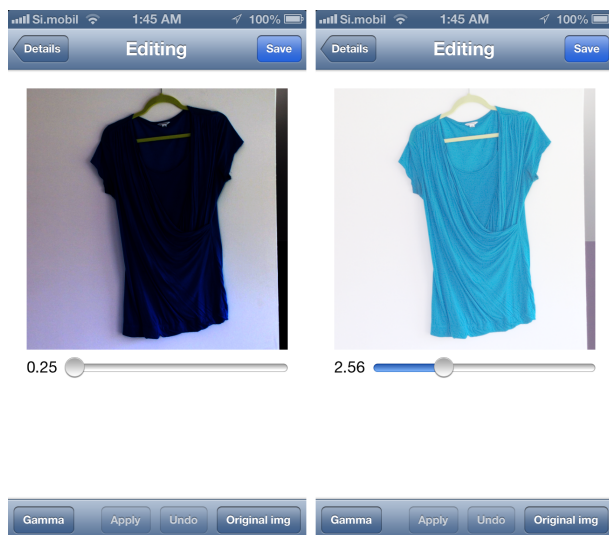 Si.mobil 1:45 AM 100%
Details Editing Save
0.25
Gamma Apply Undo Original img
Si.mobil 1:45 AM 100%
Details Editing Save
2.56
Gamma Apply Undo Original img